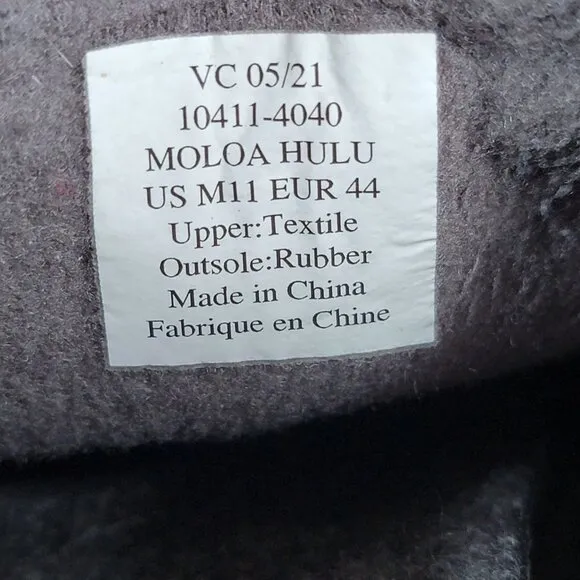 VC 05/21
10411-4040
MOLOA HULU
US M11 EUR 44
Upper:Textile
Outsole:Rubber
Made in China
Fabrique en Chine